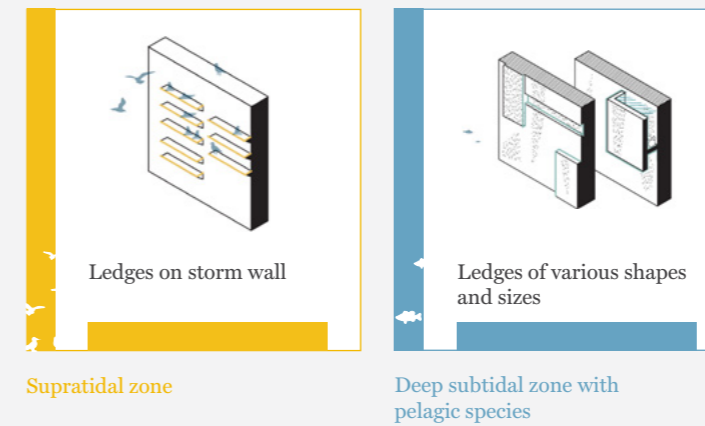 Ledges on storm wall
Supratidal zone
Ledges of various shapes
and sizes
Deep subtidal zone with
pelagic species